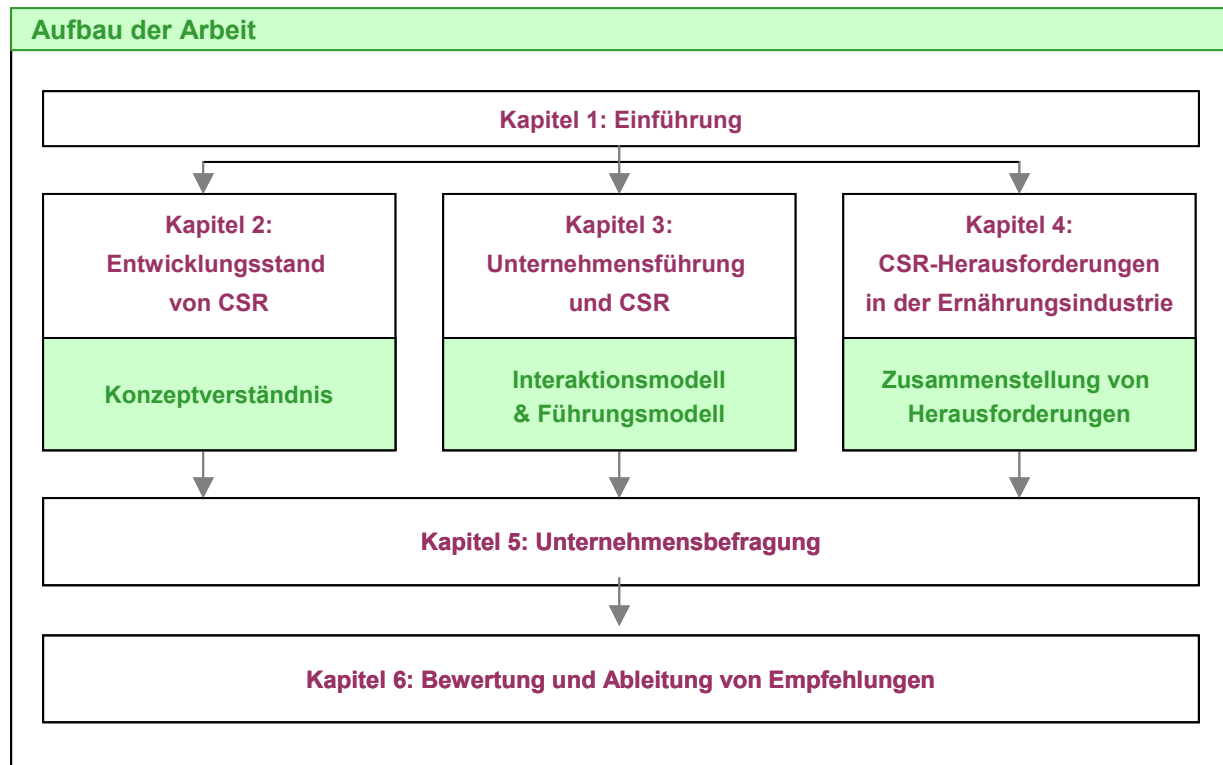 Aufbau der Arbeit
Kapitel 1: Einführung
Kapitel 2:
Entwicklungsstand
von CSR
Konzeptverständnis
Kapitel 3:
Unternehmensführung
und CSR
Interaktionsmodell
& Führungsmodell
Kapitel 4:
CSR-Herausforderungen
in der Ernährungsindustrie
Zusammenstellung von
Herausforderungen
Kapitel 5: Unternehmensbefragung
Kapitel 6: Bewertung und Ableitung von Empfehlungen